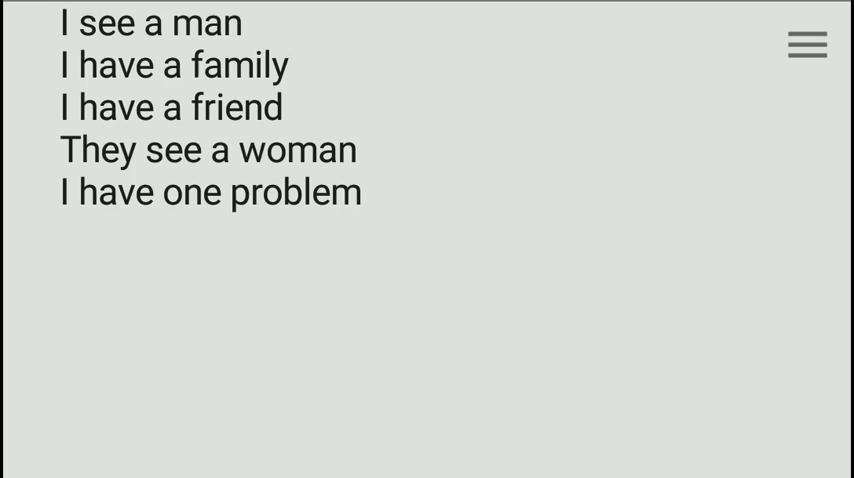 I see a man
I have a family
I have a friend
They see a woman
I have one problem